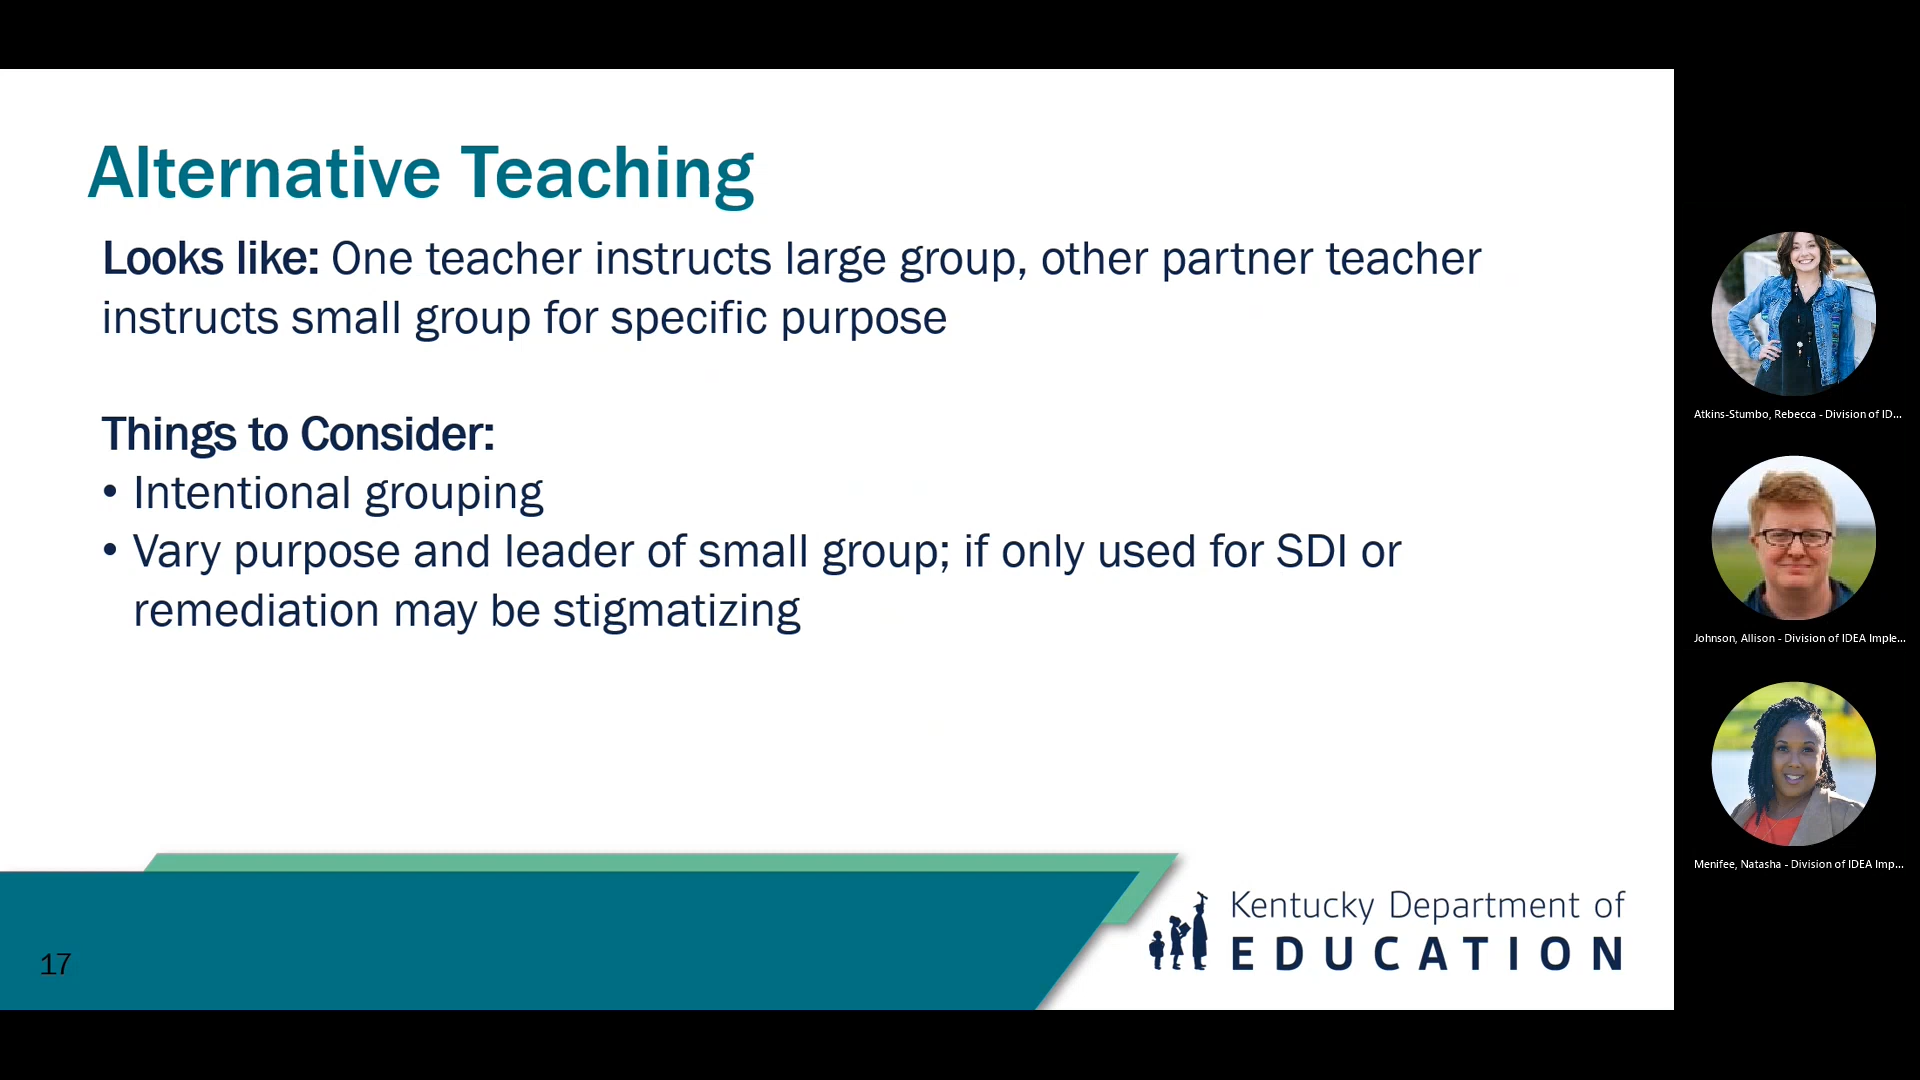 Alternative Teaching
Looks like: One teacher instructs large group, other partner teacher
instructs small group for specific purpose
Things to Consider:
• Intentional grouping
• Vary purpose and leader of small group; if only used for SDI or
remediation may be stigmatizing
17
Kentucky Department of
EDUCATION
Atkins-Stumbo, Rebecca - Division of ID...
Johnson, Allison - Division of IDEA Imple...
Menifee, Natasha - Division of IDEA Imp...